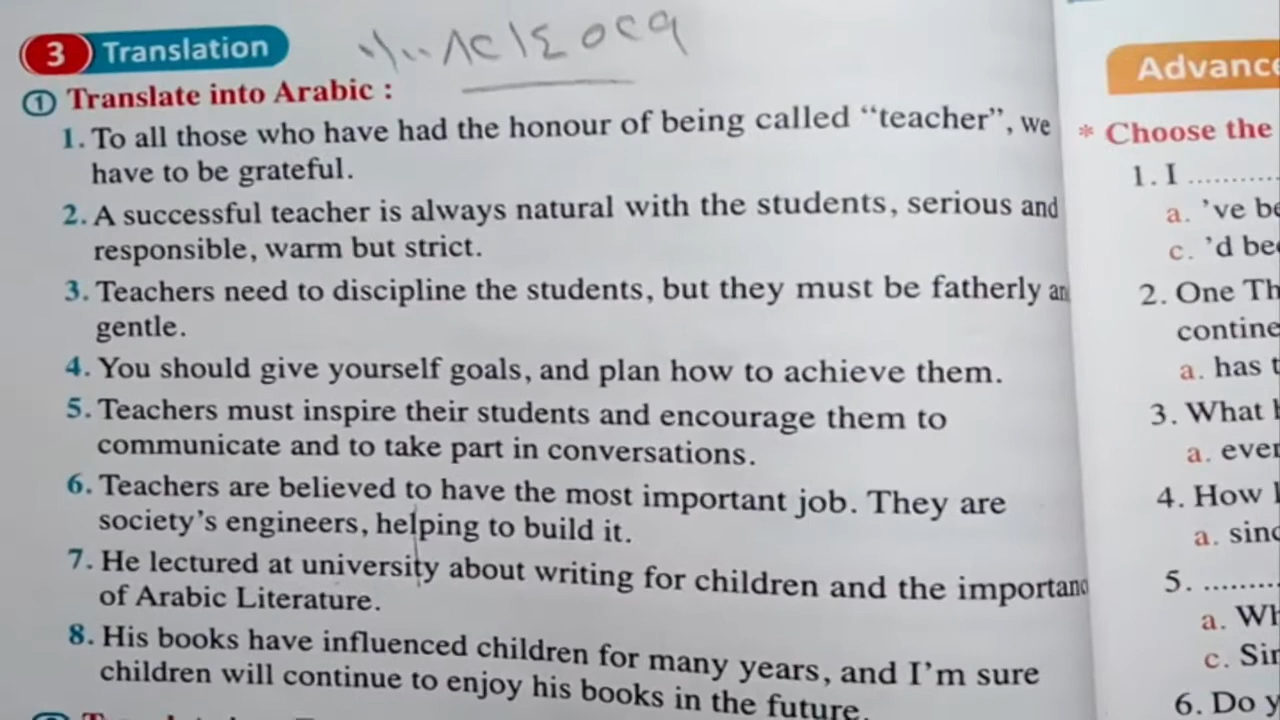 3 Translation
1 Translate into Arabic :
1. To all those who have had the honour of being called “teacher”, we
have to be grateful.
2. A successful teacher is always natural with the students, serious and
responsible, warm but strict.
3. Teachers need to discipline the students, but they must be fatherly an
gentle.
4. You should give yourself goals, and plan how to achieve them.
5. Teachers must inspire their students and encourage them to
communicate and to take part in conversations.
6. Teachers are believed to have the most important job. They are
society’s engineers, helping to build it.
7. He lectured at university about writing for children and the importanc
of Arabic Literature.
8. His books have influenced children for many years, and I’m sure
children will continue to enjoy his books in the future.
Advance
* Choose the
1. I ..........
a. ’ve be
c. ’d bee
2. One Th
contine
a. has t
3. What
a. ever
4. How
a. sinc
5. ........
a. Wh
c. Sin
6. Do y